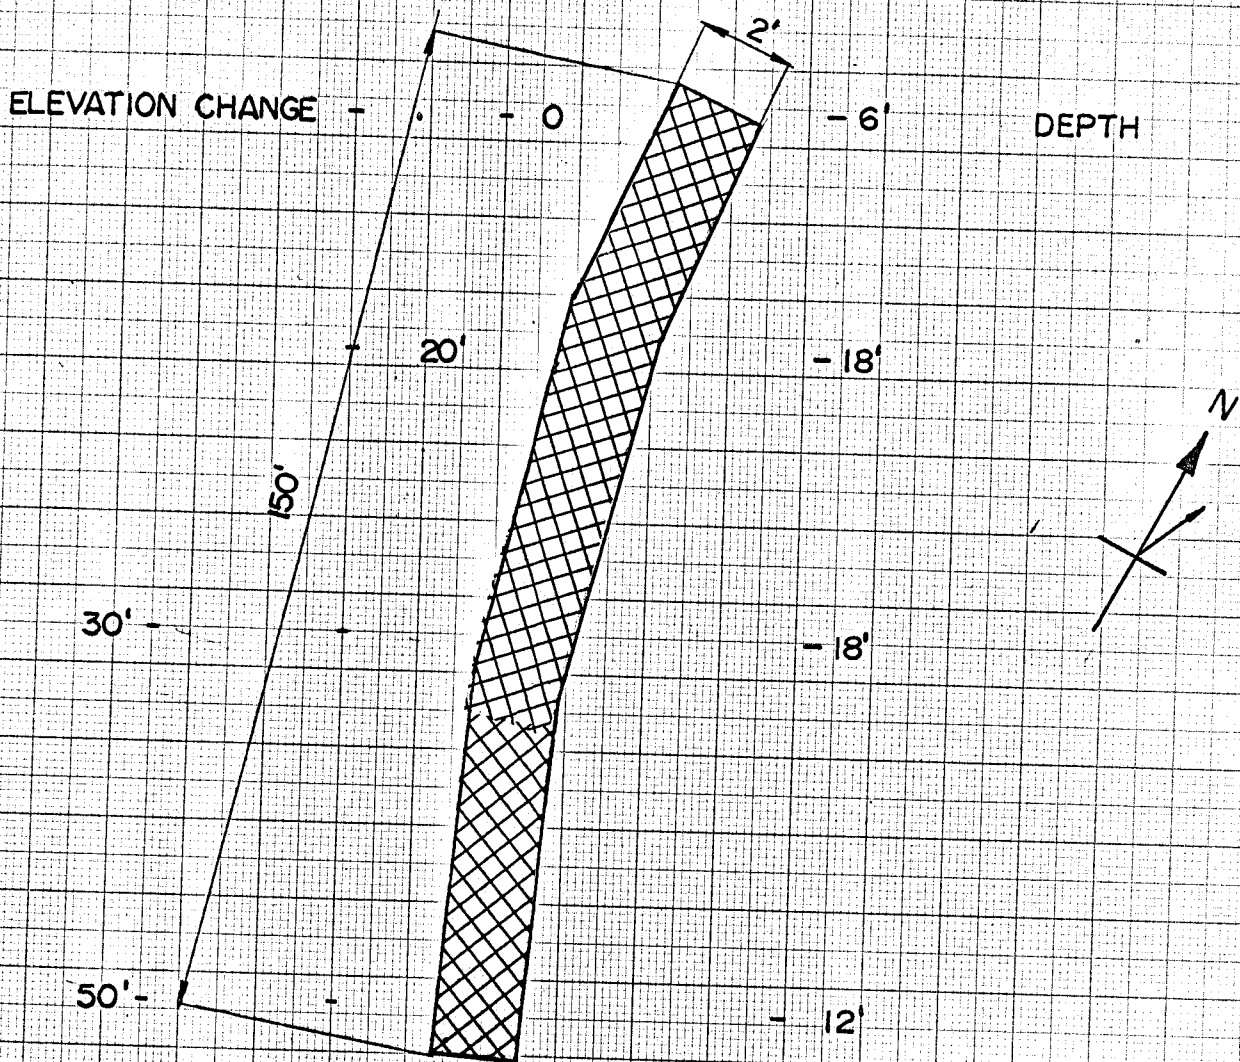 2'
ELEVATION CHANGE - - 0 - 6' DEPTH
20' - 18'
N
150'
30' - - 18'
50' - - - 12'